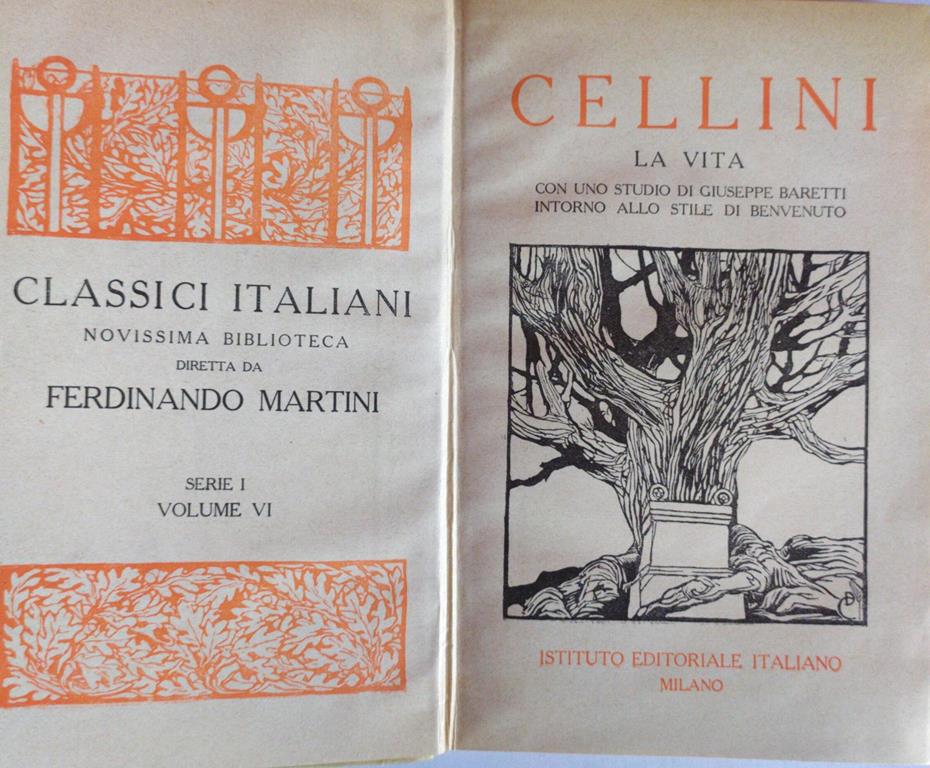 CLASSICI ITALIANI
NOVISSIMA BIBLIOTECA
DIRETTA DA
FERDINANDO MARTINI
SERIE I
VOLUME VI
CELLINI
LA VITA
CON UNO STUDIO DI GIUSEPPE BARETTI
INTORNO ALLO STILE DI BENVENUTO
ISTITUTO EDITORIALE ITALIANO
MILANO